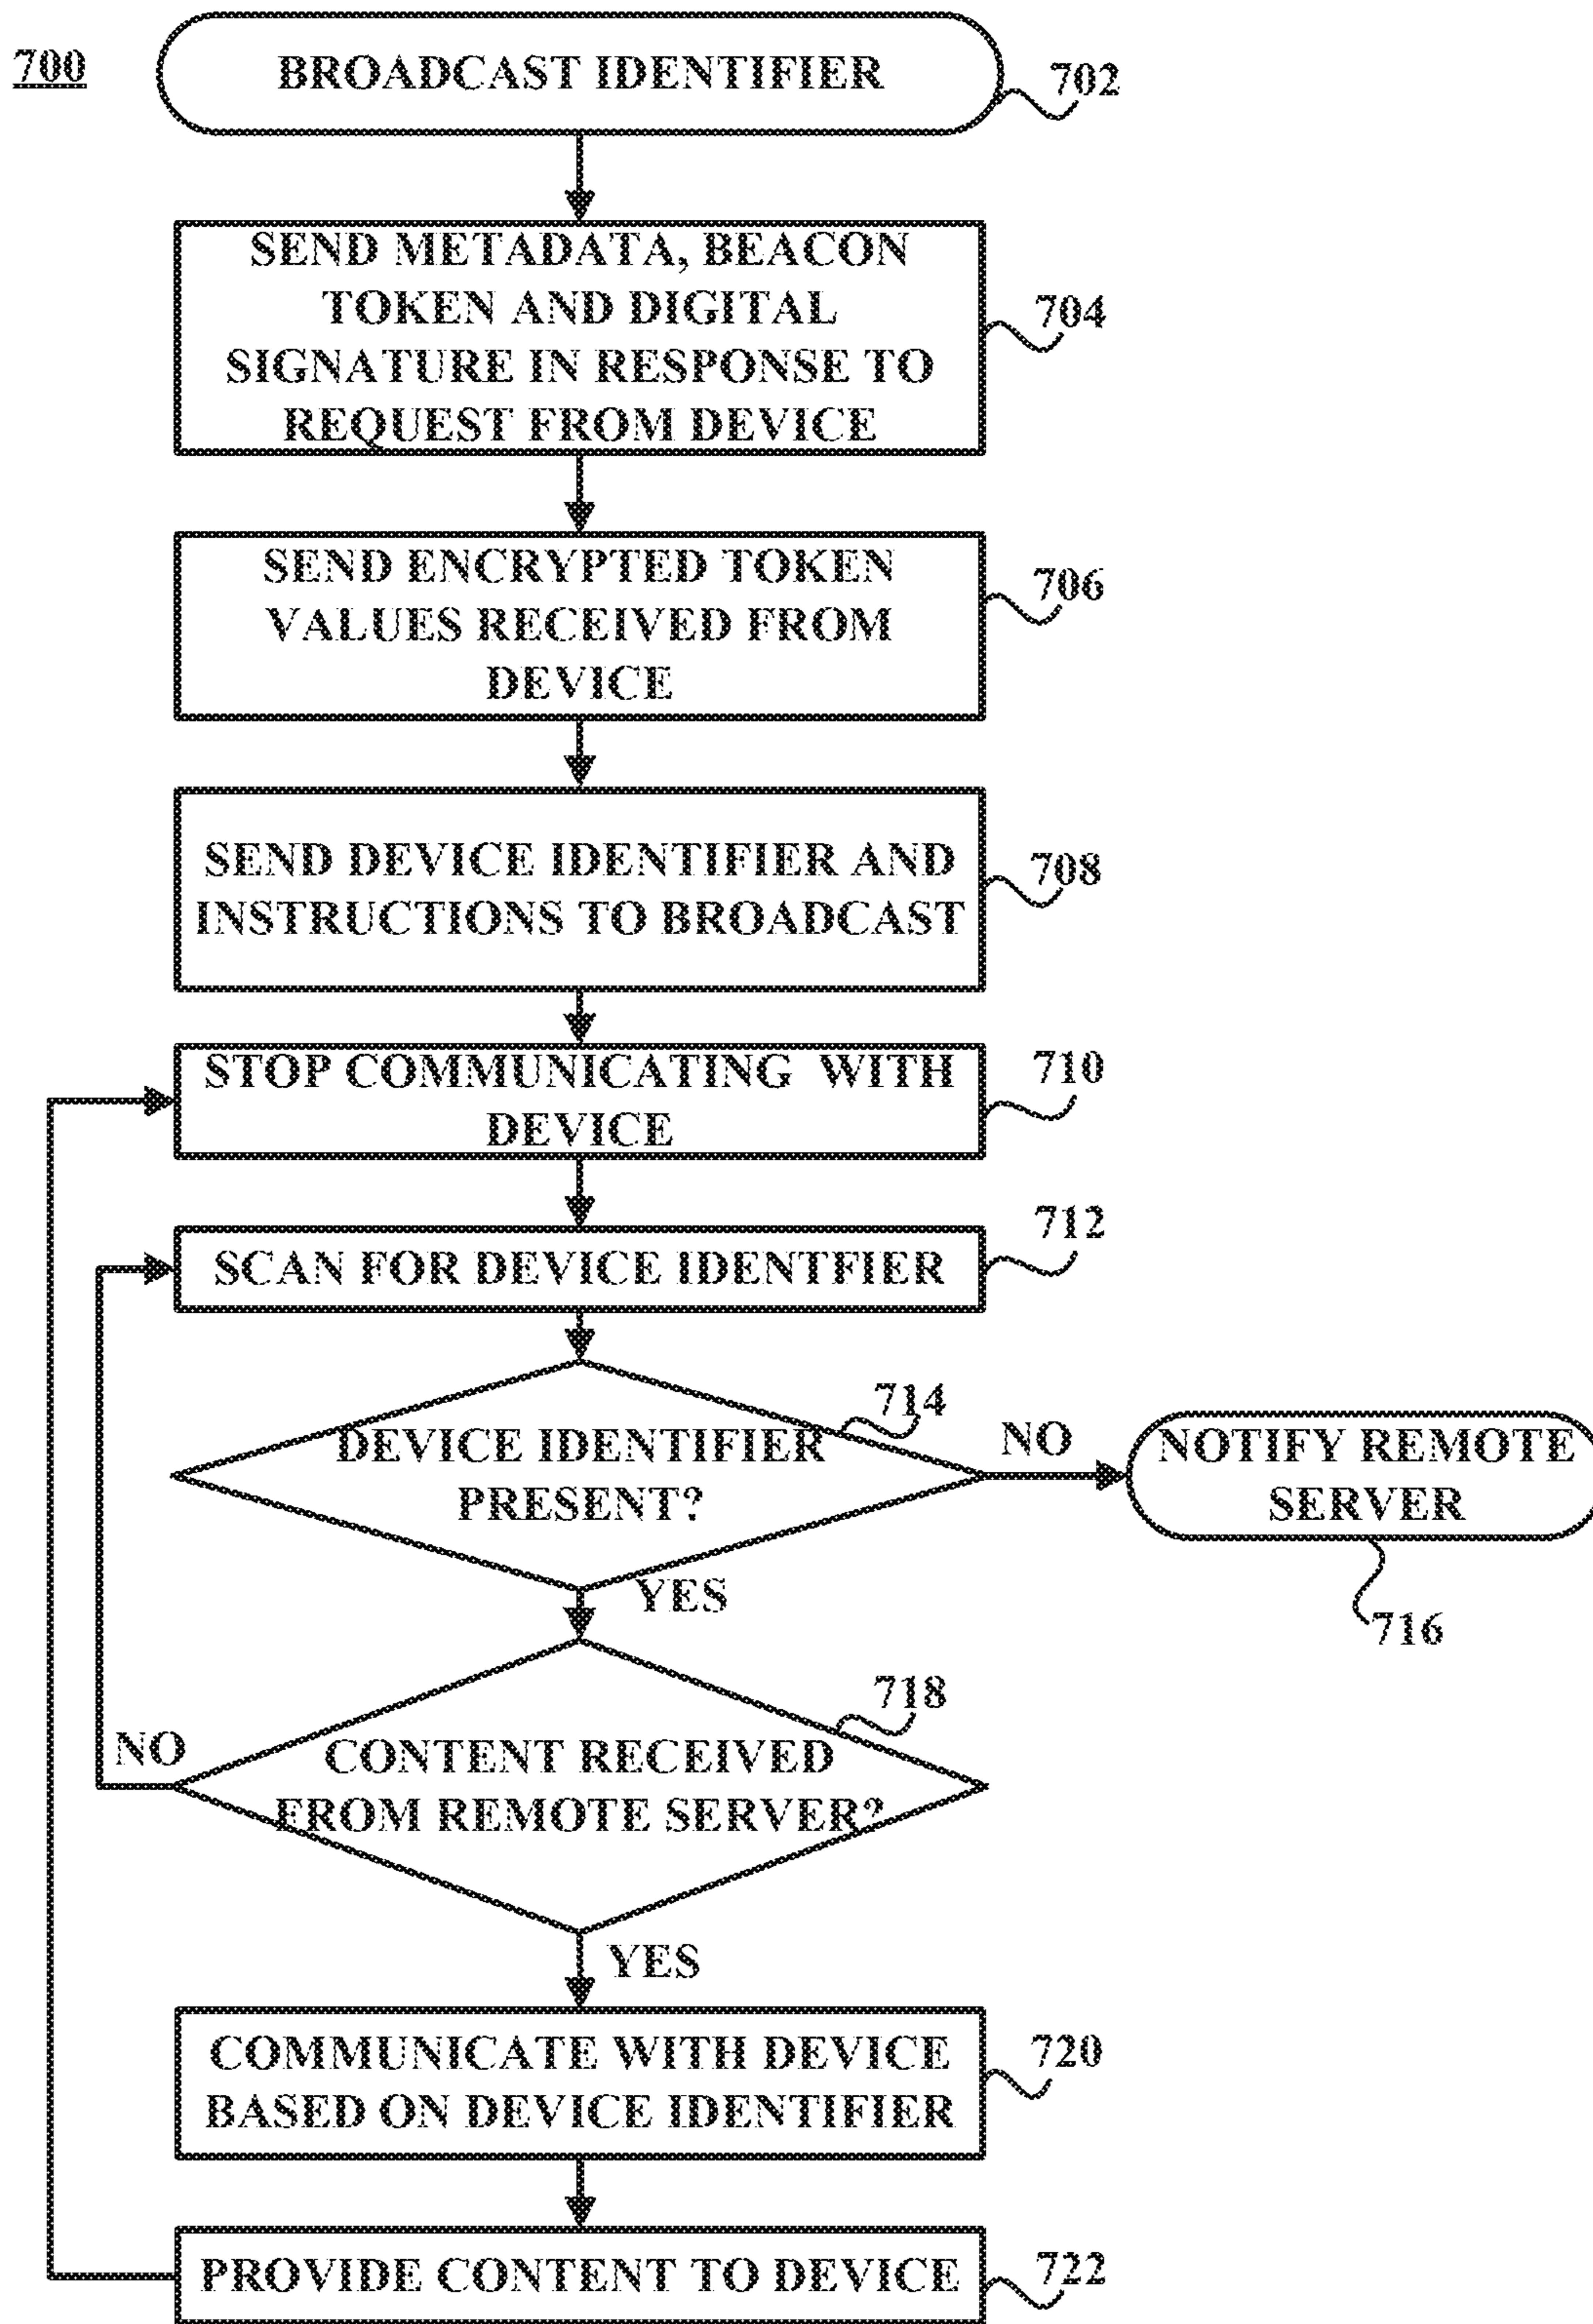 700
BROADCAST IDENTIFIER
702
SEND METADATA, BEACON
TOKEN AND DIGITAL
SIGNATURE IN RESPONSE TO
REQUEST FROM DEVICE
704
SEND ENCRYPTED TOKEN
VALUES RECEIVED FROM
DEVICE
706
SEND DEVICE IDENTIFIER AND
INSTRUCTIONS TO BROADCAST
708
STOP COMMUNICATING WITH
DEVICE
710
SCAN FOR DEVICE IDENTFIER
712
DEVICE IDENTIFIER
PRESENT?
714
NO
NOTIFY REMOTE
SERVER
716
YES
CONTENT RECEIVED
FROM REMOTE SERVER?
718
NO
YES
COMMUNICATE WITH DEVICE
BASED ON DEVICE IDENTIFIER
720
PROVIDE CONTENT TO DEVICE
722